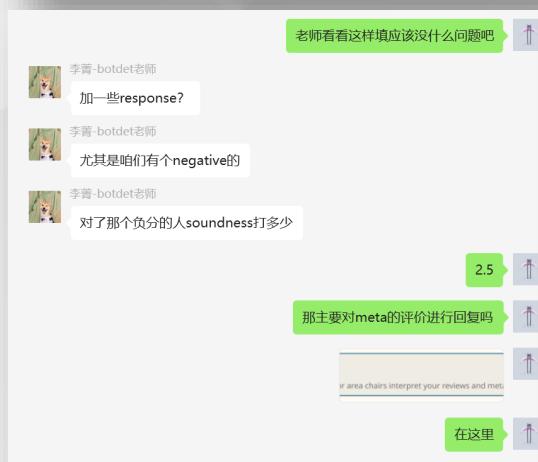 老师看看这样填应该没什么问题吧
李菁-botdet老师
加一些response?
李菁-botdet老师
尤其是咱们有个negative的
李菁-botdet老师
对了那个负分的人soundness打多少
2.5
那主要对meta的评价进行回复吗
or area chairs interpret your reviews and meta
在这里